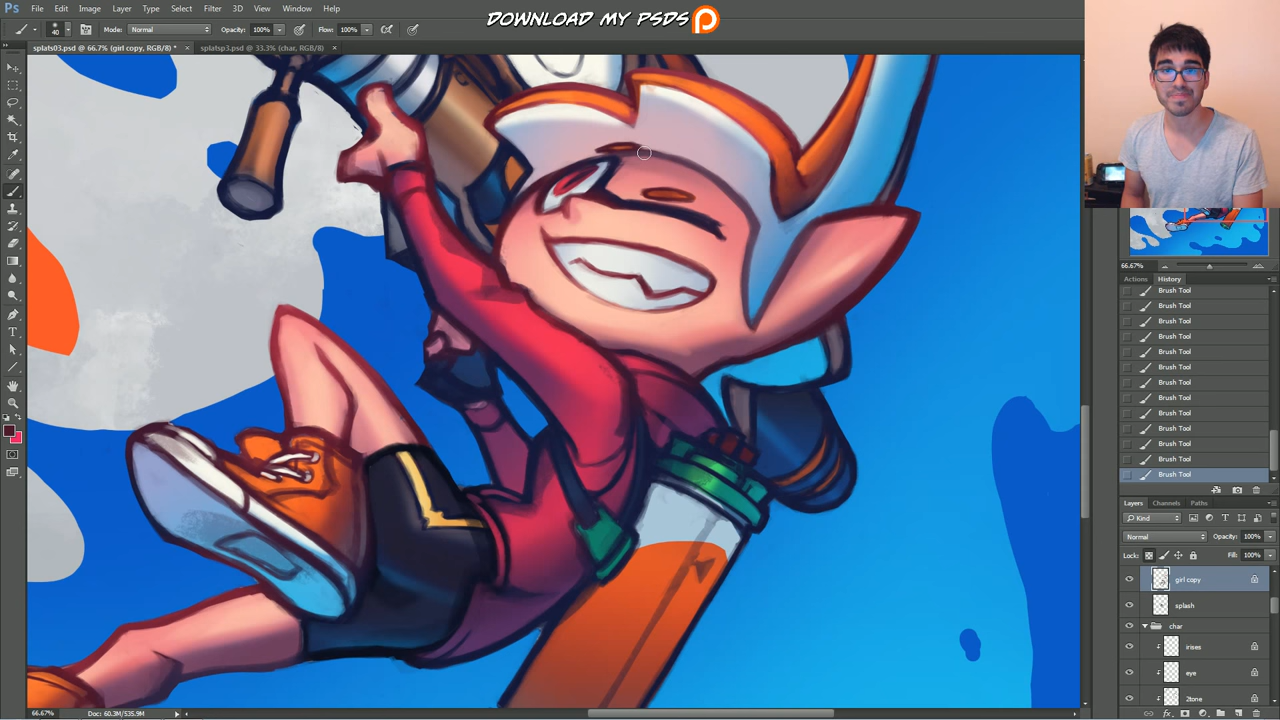 Ps File Edit Image Layer Type Select Filter 3D View Window Help
DOWNLOAD MY PSDS
40 Mode: Normal Opacity: 100% Flow: 100%
splats03.psd @ 66.7% (girl copy, RGB/8) * × splatsp3.psd @ 33.3% (char, RGB/8) ×
66.67%
Actions History
Brush Tool
Brush Tool
Brush Tool
Brush Tool
Brush Tool
Brush Tool
Brush Tool
Brush Tool
Brush Tool
Brush Tool
Brush Tool
Brush Tool
Brush Tool
Layers Channels Paths
Kind
Normal Opacity: 100%
Lock: Fill: 100%
girl copy
splash
char
irises
eye
2tone
66.67% Doc: 60.3M/535.9M